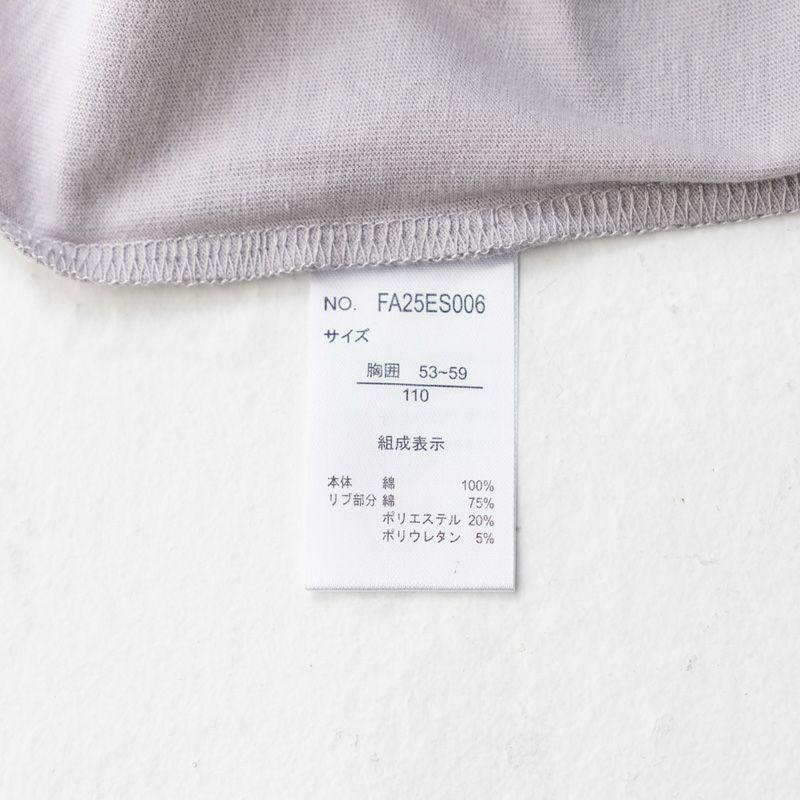 NO. FA25ES006
サイズ
胸囲 53~59
110
組成表示
本体 綿 100%
リブ部分 綿 75%
ポリエステル 20%
ポリウレタン 5%